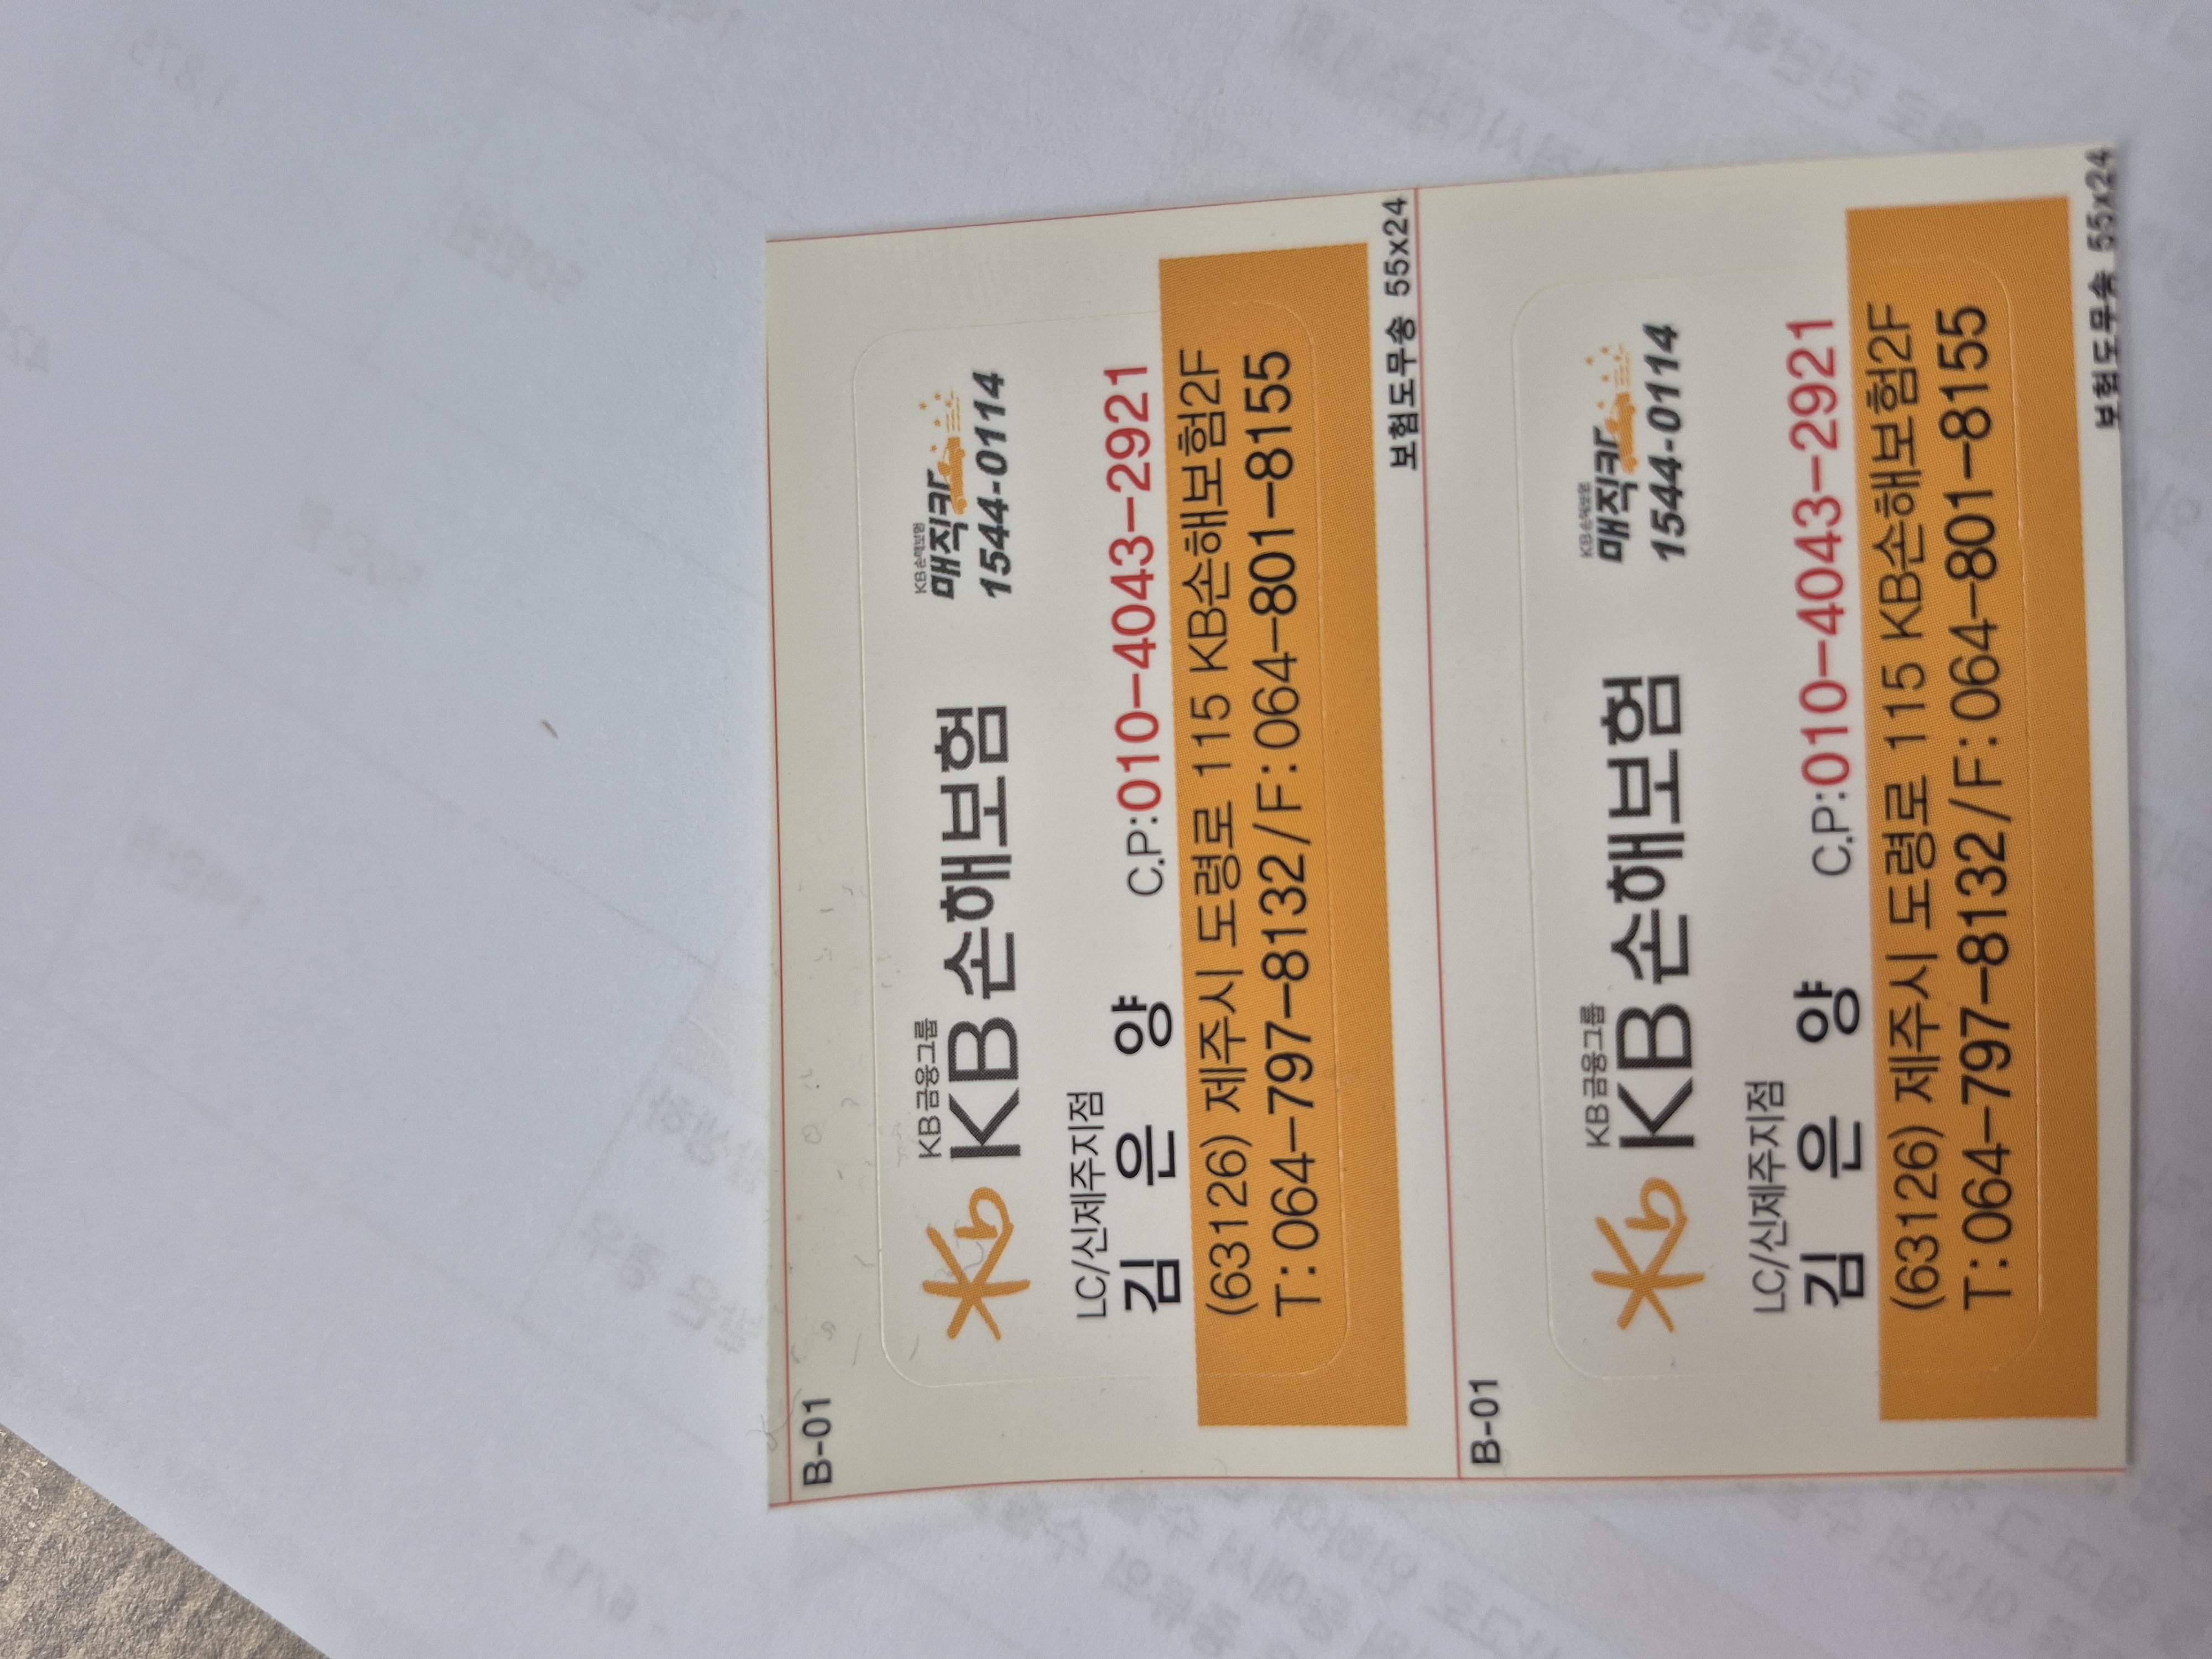 B-01
KB금융그룹
KB손해보험
KB손해보험
매직카
1544-0114
LC/신제주지점
김 은 양 C.P:010-4043-2921
(63126) 제주시 도령로 115 KB손해보험2F
T:064-797-8132/F:064-801-8155
보험도무송 55x24
B-01
KB금융그룹
KB손해보험
KB손해보험
매직카
1544-0114
LC/신제주지점
김 은 양 C.P:010-4043-2921
(63126) 제주시 도령로 115 KB손해보험2F
T:064-797-8132/F:064-801-8155
보험도무송 55x24